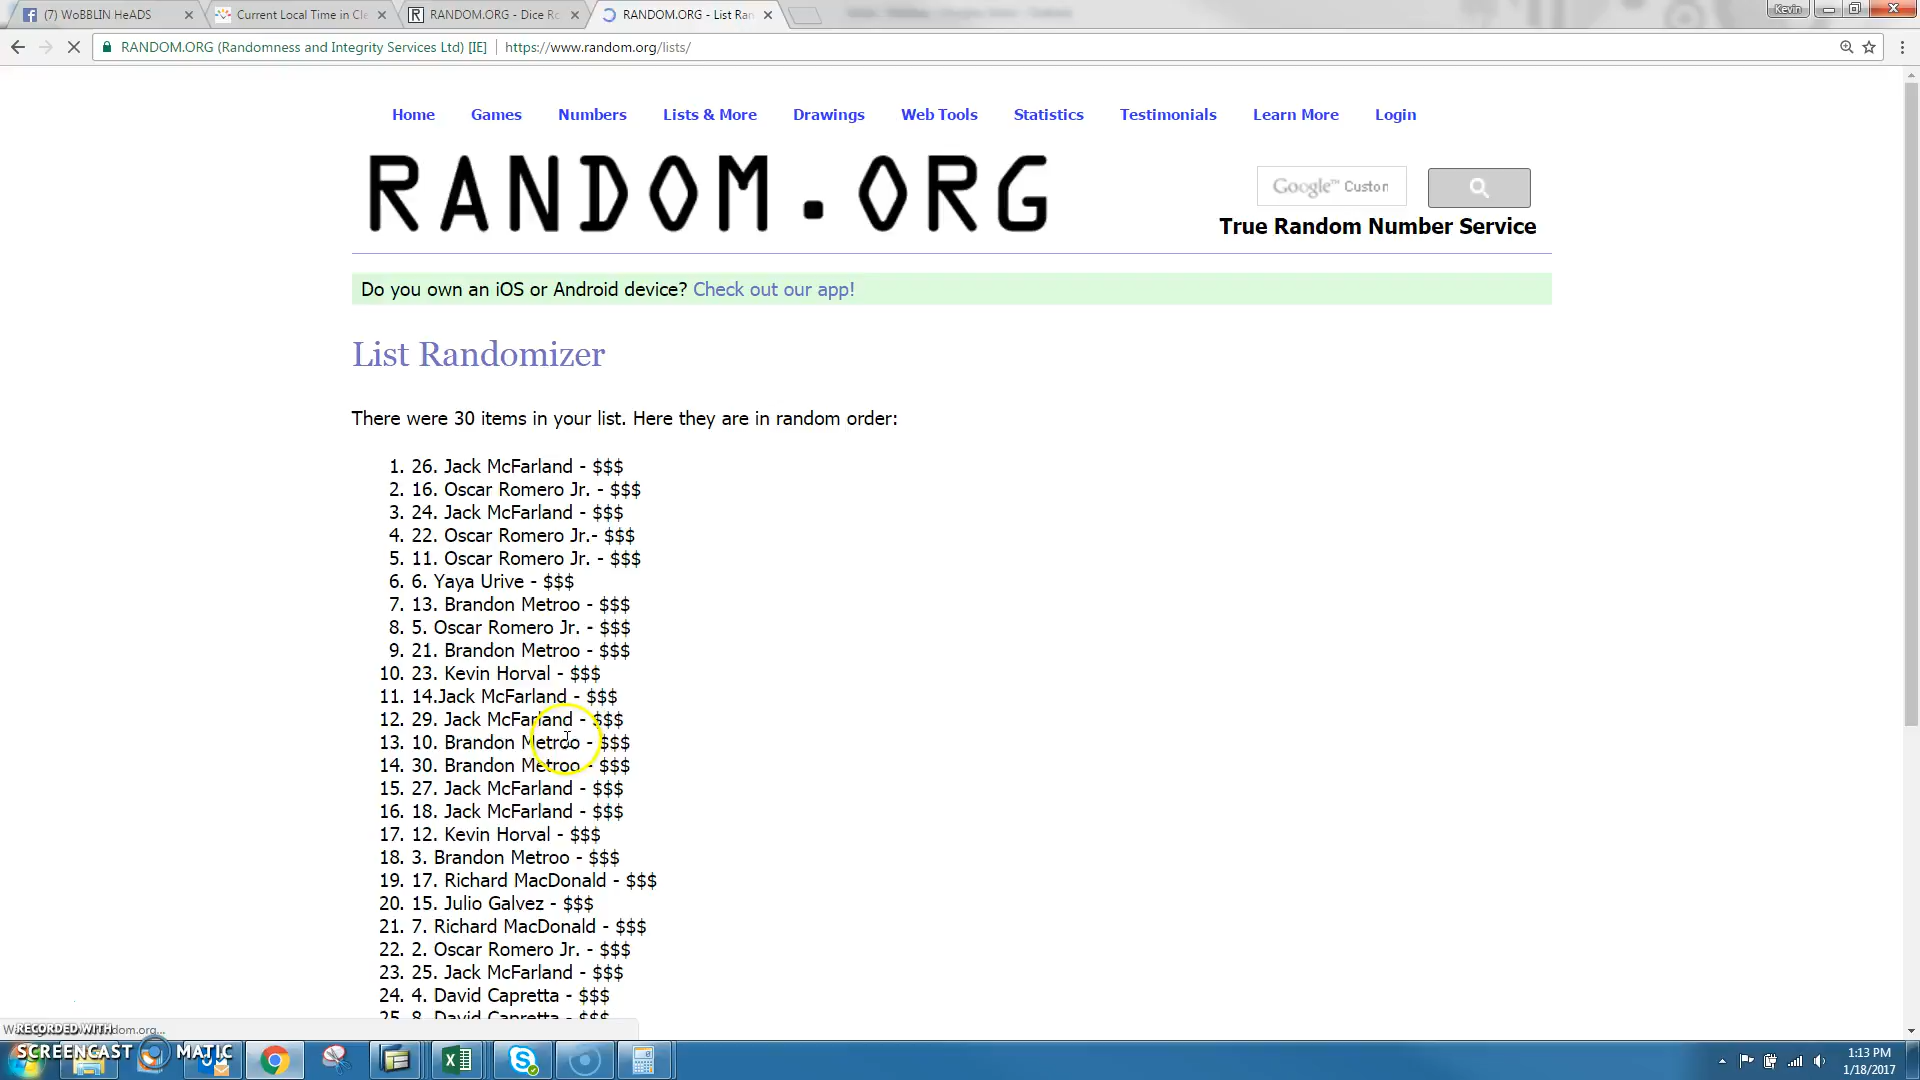 (7) WoBBLIN HeADS
Current Local Time in Cle
RANDOM.ORG - Dice Ro
RANDOM.ORG - List Ran
Kevin
RANDOM.ORG (Randomness and Integrity Services Ltd) [IE] https://www.random.org/lists/
Home Games Numbers Lists & More Drawings Web Tools Statistics Testimonials Learn More Login
RANDOM.ORG
Google™ Custom
True Random Number Service
Do you own an iOS or Android device? Check out our app!
List Randomizer
There were 30 items in your list. Here they are in random order:
1. 26. Jack McFarland - $$$
2. 16. Oscar Romero Jr. - $$$
3. 24. Jack McFarland - $$$
4. 22. Oscar Romero Jr.- $$$
5. 11. Oscar Romero Jr. - $$$
6. 6. Yaya Urive - $$$
7. 13. Brandon Metroo - $$$
8. 5. Oscar Romero Jr. - $$$
9. 21. Brandon Metroo - $$$
10. 23. Kevin Horval - $$$
11. 14.Jack McFarland - $$$
12. 29. Jack McFarland - $$$
13. 10. Brandon Metroo - $$$
14. 30. Brandon Metroo - $$$
15. 27. Jack McFarland - $$$
16. 18. Jack McFarland - $$$
17. 12. Kevin Horval - $$$
18. 3. Brandon Metroo - $$$
19. 17. Richard MacDonald - $$$
20. 15. Julio Galvez - $$$
21. 7. Richard MacDonald - $$$
22. 2. Oscar Romero Jr. - $$$
23. 25. Jack McFarland - $$$
24. 4. David Capretta - $$$
25. 8. David Capretta - $$$
RECORDED WITH
SCREENCAST MATIC
1:13 PM
1/18/2017